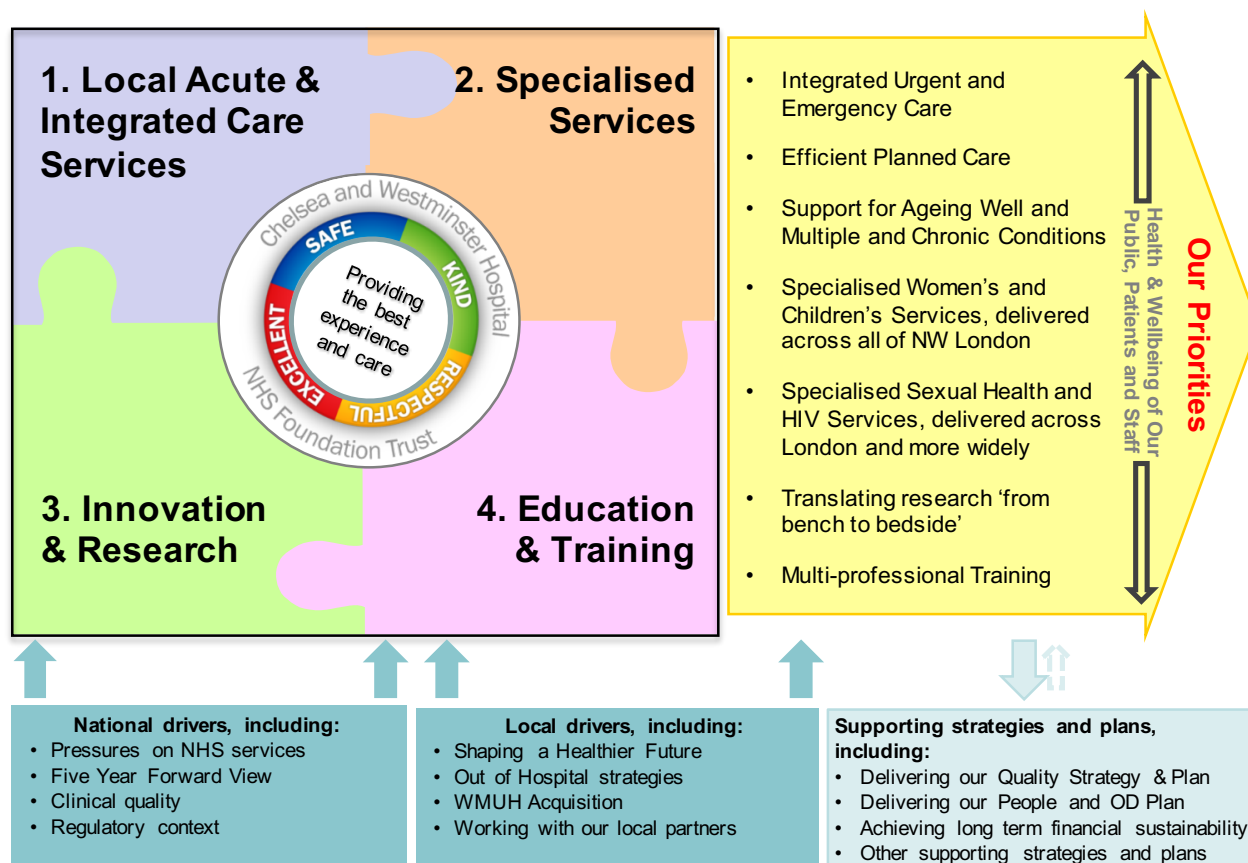 1. Local Acute &
Integrated Care
Services
2. Specialised
Services
Chelsea and Westminster Hospital
NHS Foundation Trust
SAFE
KIND
RESPECTFUL
EXCELLENT
Providing
the best
experience
and care
3. Innovation
& Research
4. Education
& Training
• Integrated Urgent and
Emergency Care
• Efficient Planned Care
• Support for Ageing Well and
Multiple and Chronic Conditions
• Specialised Women’s and
Children’s Services, delivered
across all of NW London
• Specialised Sexual Health and
HIV Services, delivered across
London and more widely
• Translating research ‘from
bench to bedside’
• Multi-professional Training
Health & Wellbeing of Our
Public, Patients and Staff
Our Priorities
National drivers, including:
• Pressures on NHS services
• Five Year Forward View
• Clinical quality
• Regulatory context
Local drivers, including:
• Shaping a Healthier Future
• Out of Hospital strategies
• WMUH Acquisition
• Working with our local partners
Supporting strategies and plans,
including:
• Delivering our Quality Strategy & Plan
• Delivering our People and OD Plan
• Achieving long term financial sustainability
• Other supporting strategies and plans